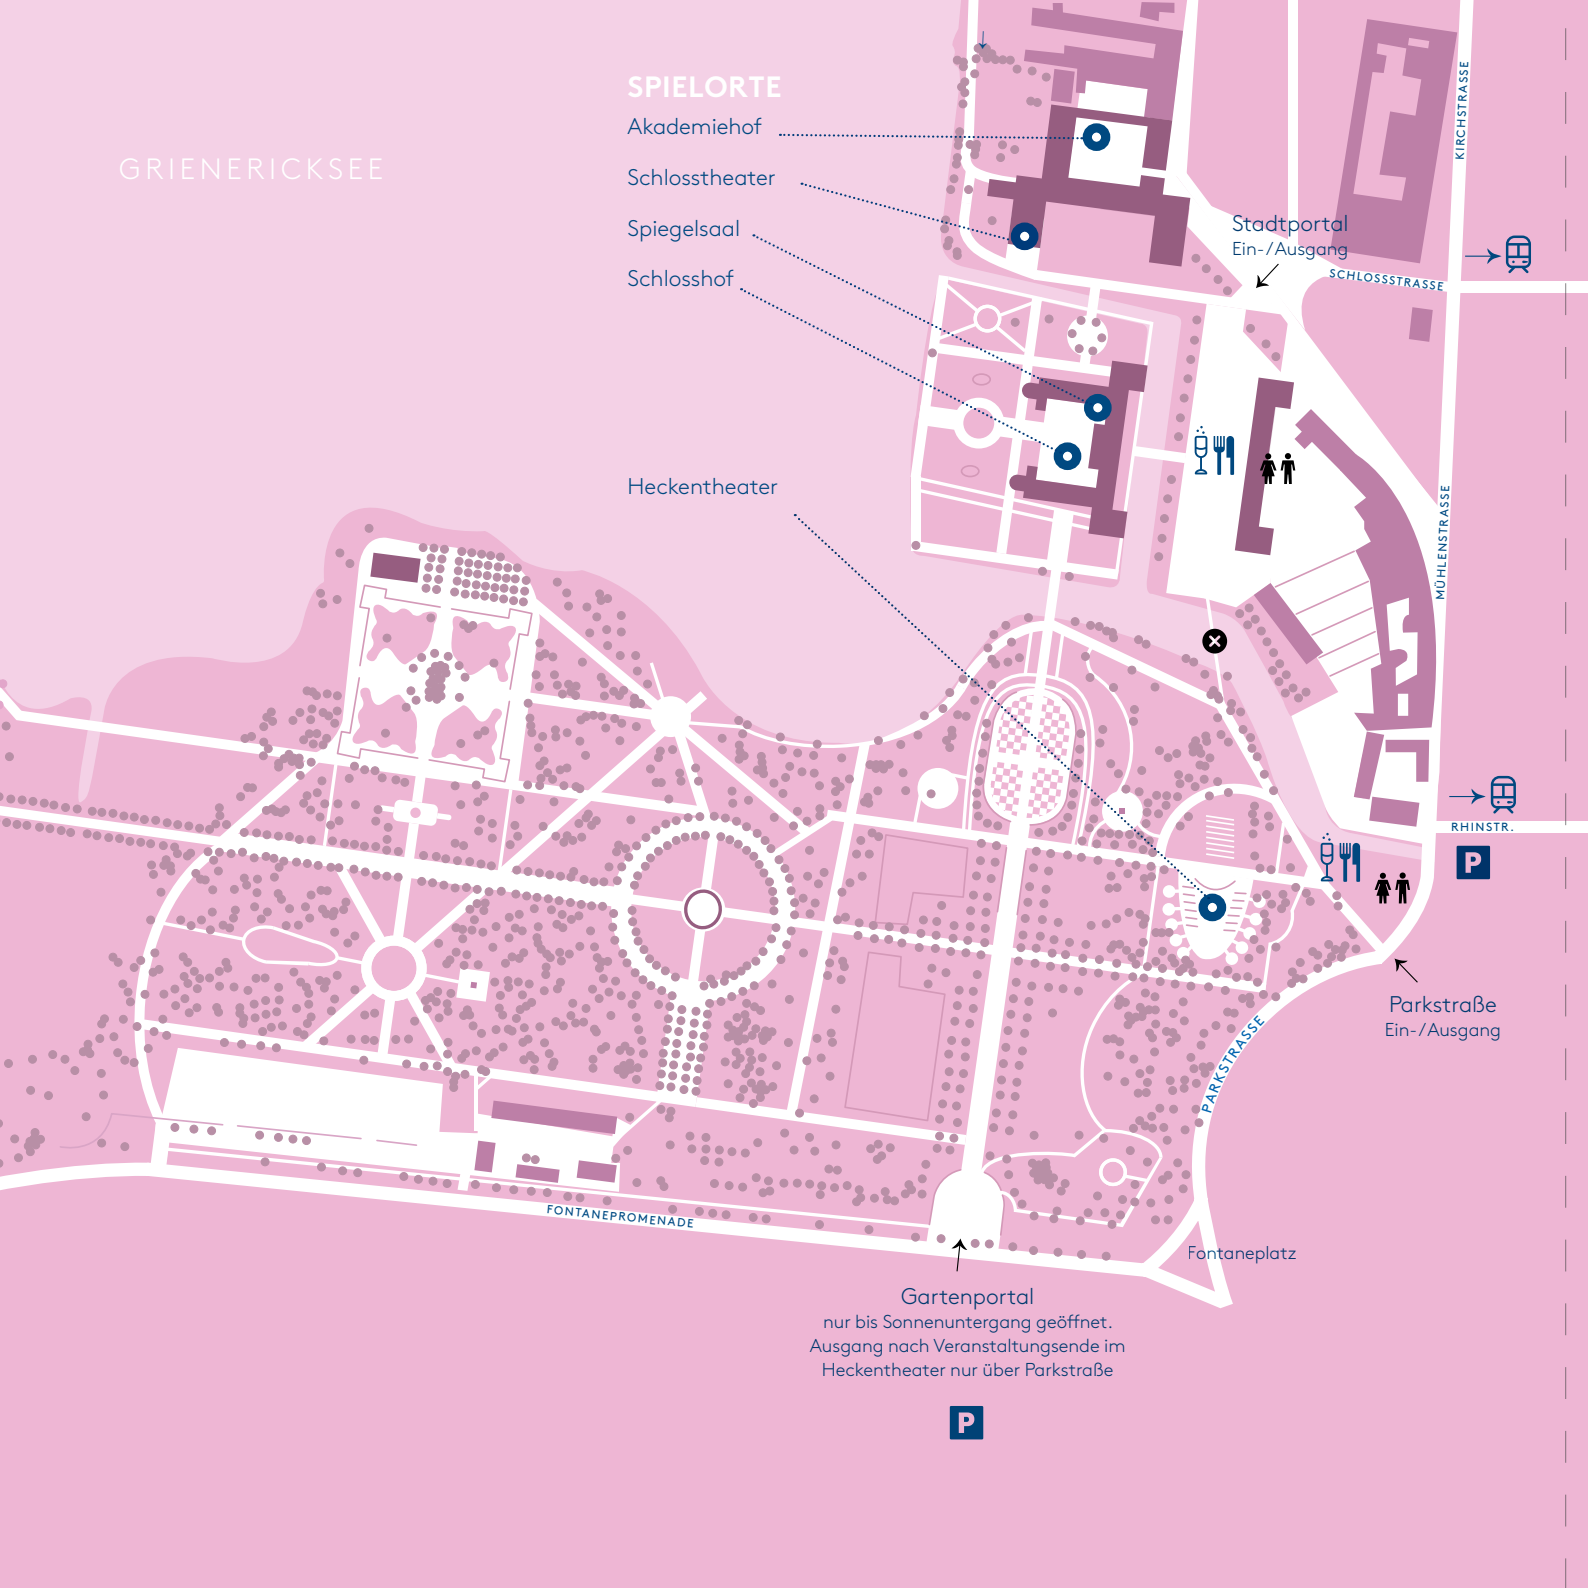 SPIELORTE
Akademiehof
GRIENERICKSEE
Schlosstheater
Spiegelsaal
Schlosshof
Heckentheater
KIRCHSTRASSE
Stadtportal
Ein-/Ausgang
SCHLOSSSTRASSE
MÜHLENSTRASSE
RHINSTR.
P
Parkstraße
Ein-/Ausgang
PARKSTRASSE
FONTANEPROMENADE
Fontaneplatz
Gartenportal
nur bis Sonnenuntergang geöffnet.
Ausgang nach Veranstaltungsende im
Heckentheater nur über Parkstraße
P